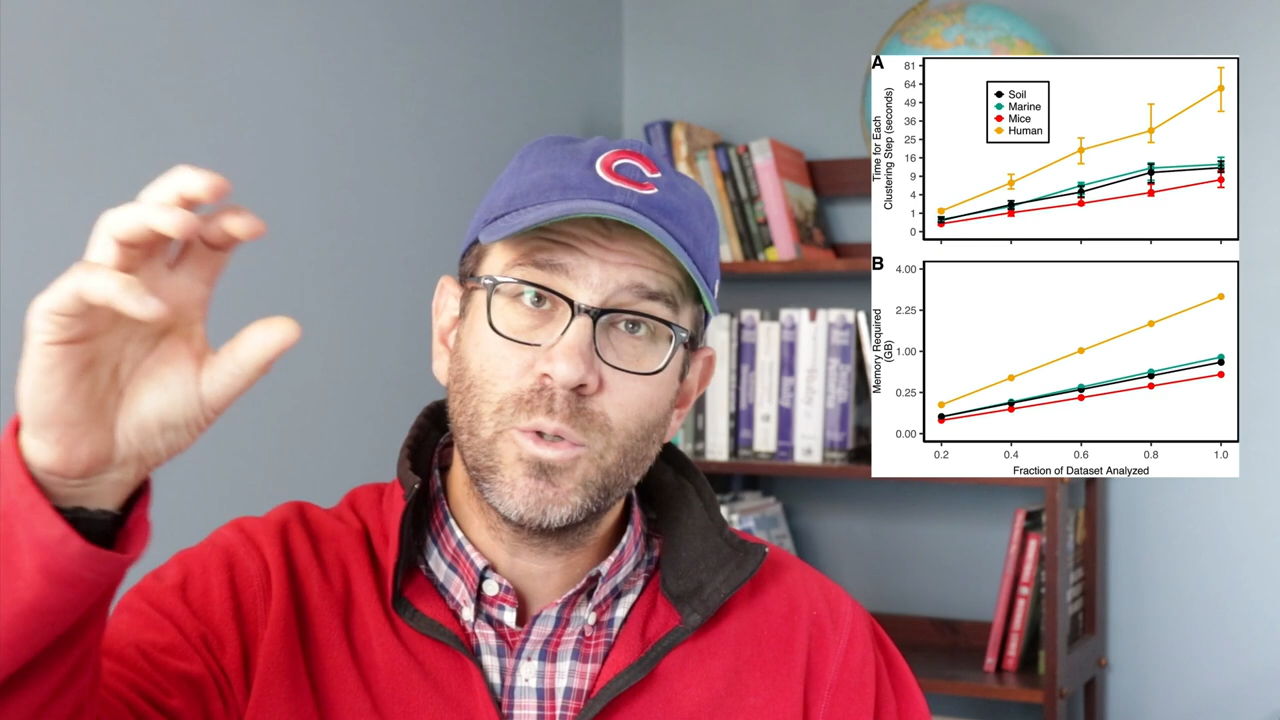 C
A
Time for Each
Clustering Step (seconds)
81
64
49
36
25
16
9
4
1
0
Soil
Marine
Mice
Human
B
Memory Required
(GB)
4.00
2.25
1.00
0.25
0.00
0.2 0.4 0.6 0.8 1.0
Fraction of Dataset Analyzed